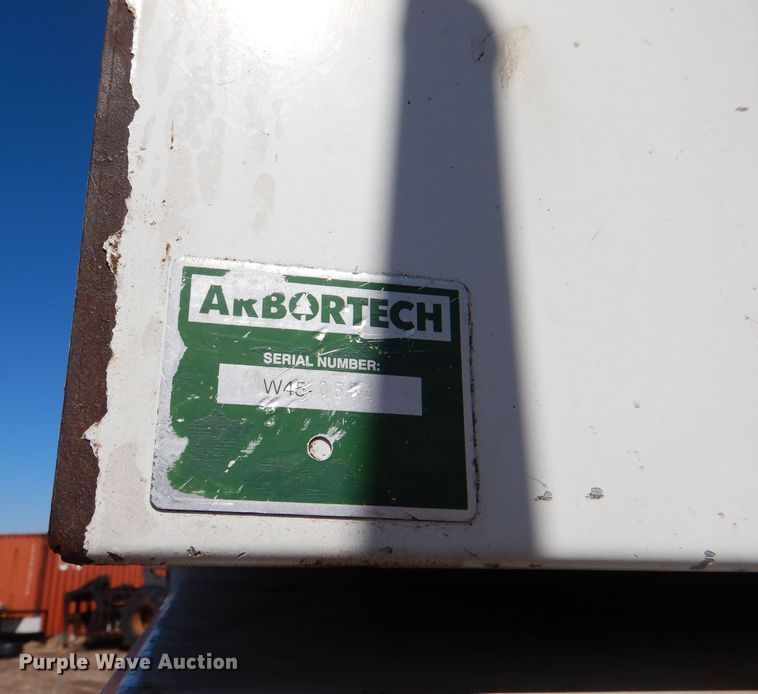 ARBORTECH
SERIAL NUMBER:
Purple Wave Auction